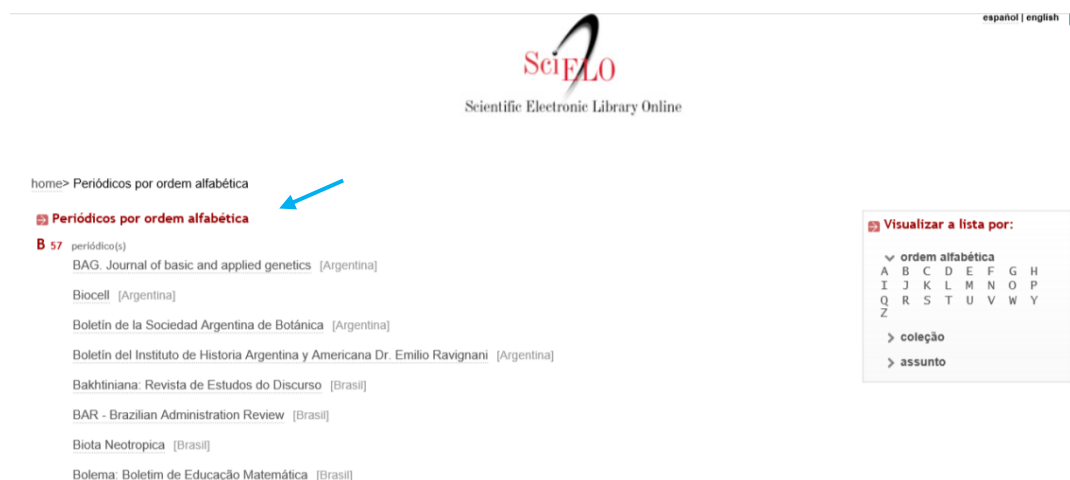 español | english
SciELO
Scientific Electronic Library Online
home> Periódicos por ordem alfabética
Periódicos por ordem alfabética
B 57 periódico(s)
BAG. Journal of basic and applied genetics [Argentina]
Biocell [Argentina]
Boletín de la Sociedad Argentina de Botánica [Argentina]
Boletín del Instituto de Historia Argentina y Americana Dr. Emilio Ravignani [Argentina]
Bakhtiniana: Revista de Estudos do Discurso [Brasil]
BAR - Brazilian Administration Review [Brasil]
Biota Neotropica [Brasil]
Bolema: Boletim de Educação Matemática [Brasil]
Visualizar a lista por:
ordem alfabética
A B C D E F G H
I J K L M N O P
Q R S T U V W Y
Z
coleção
assunto